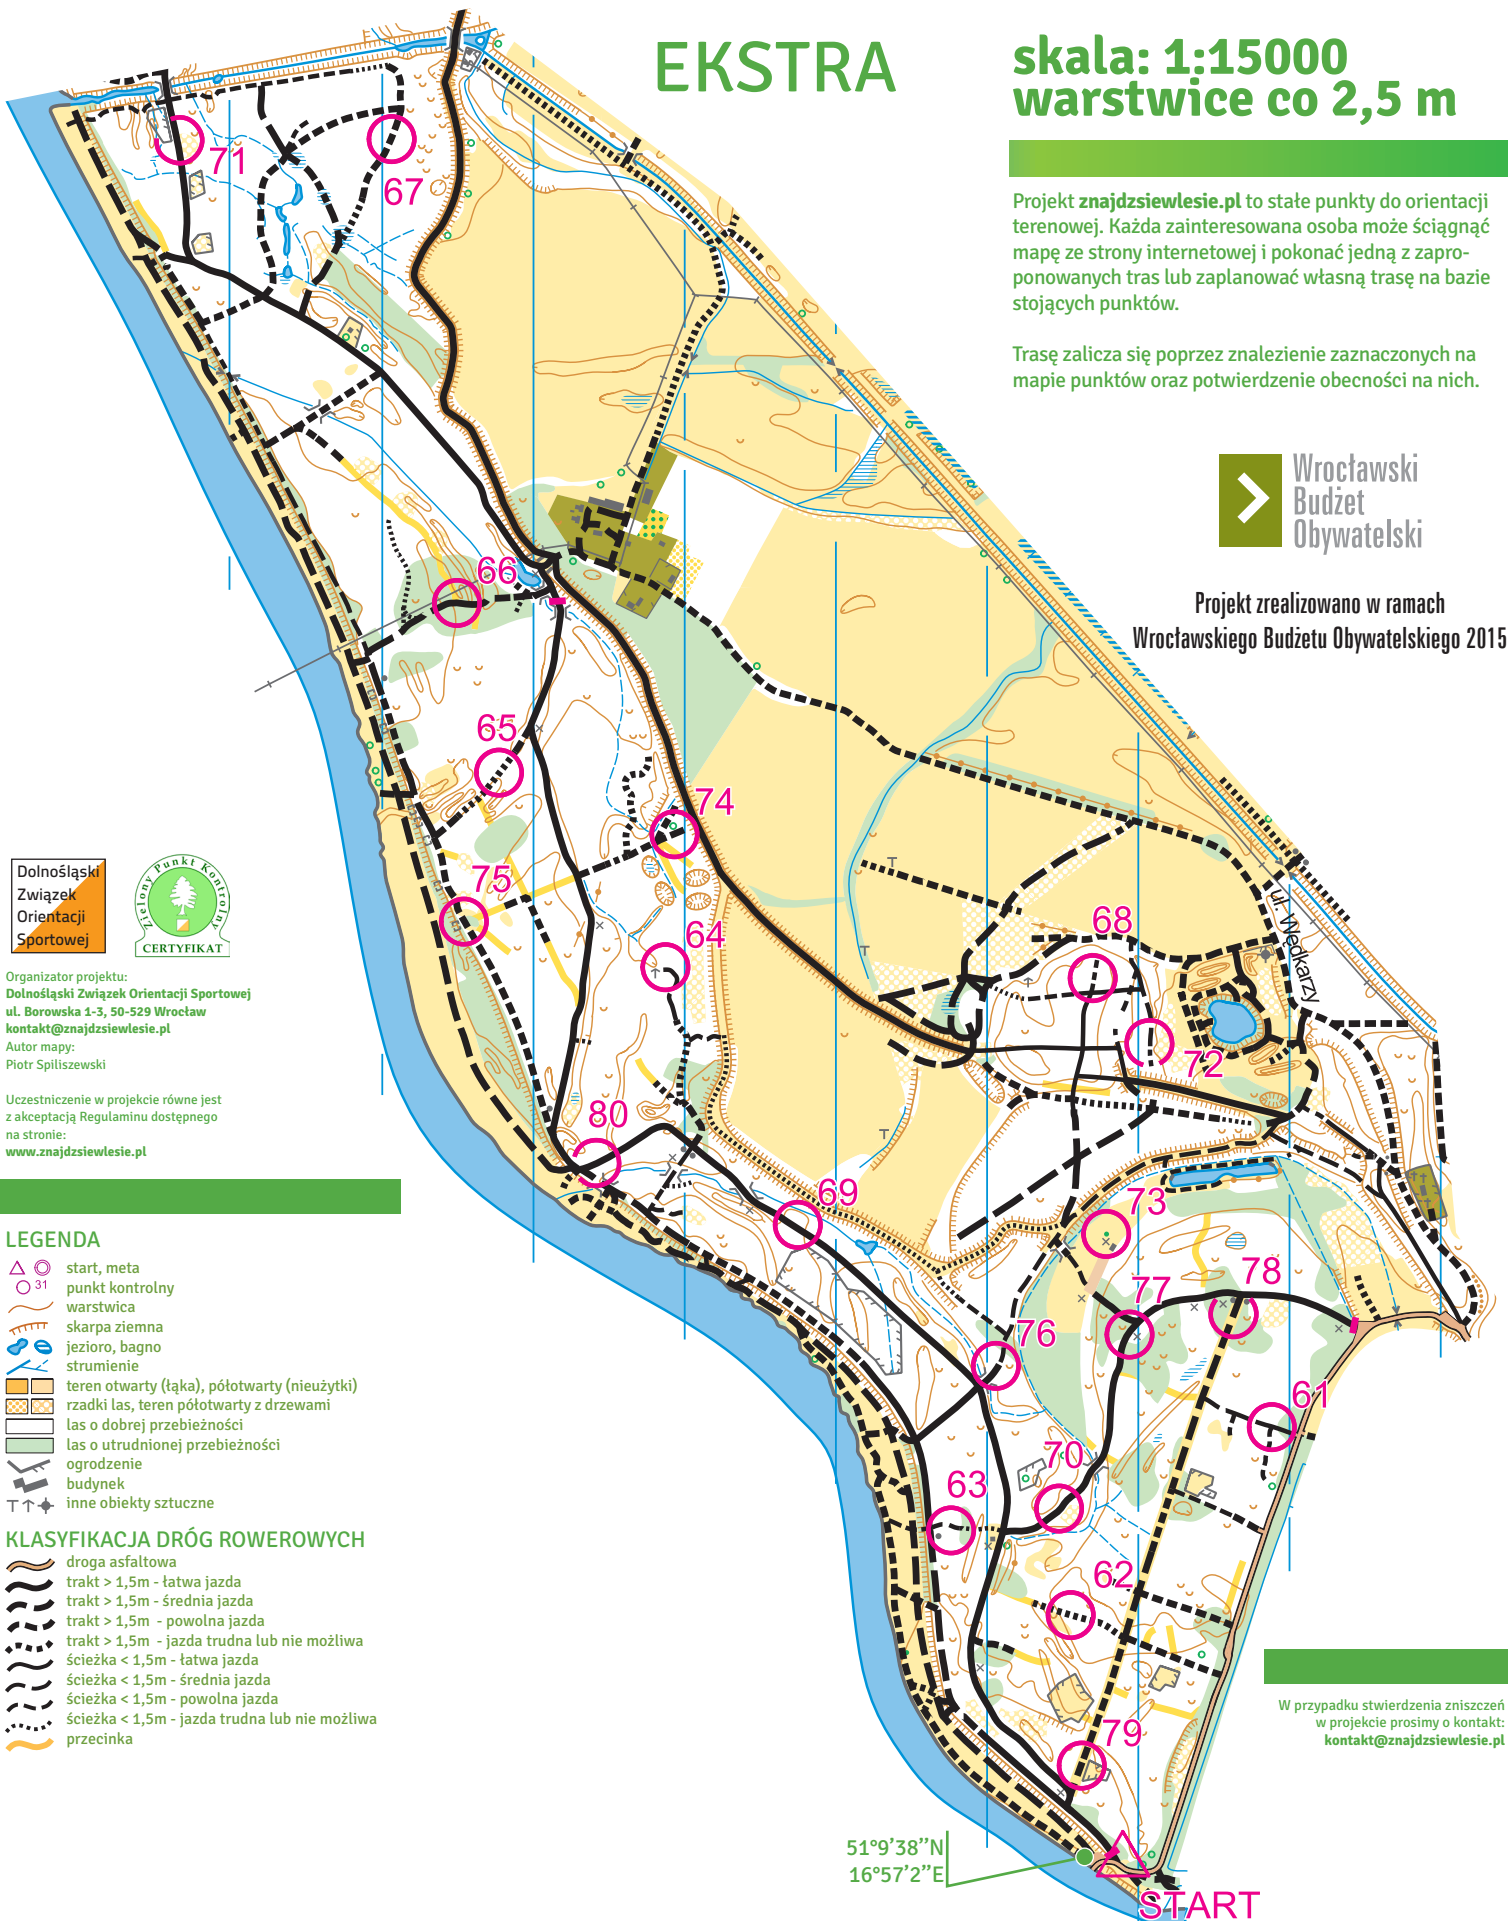 EKSTRA
skala: 1:15000
warstwice co 2,5 m
Projekt znajdzsiewlesie.pl to stałe punkty do orientacji
terenowej. Każda zainteresowana osoba może ściągnąć
mapę ze strony internetowej i pokonać jedną z zapro-
ponowanych tras lub zaplanować własną trasę na bazie
stojących punktów.
Trasę zalicza się poprzez znalezienie zaznaczonych na
mapie punktów oraz potwierdzenie obecności na nich.
Wrocławski
Budżet
Obywatelski
Projekt zrealizowano w ramach
Wrocławskiego Budżetu Obywatelskiego 2015
71
67
66
65
74
75
64
68
72
ul. Wędkarzy
80
69
73
77
78
76
61
70
63
62
79
START
51°9’38’’N
16°57’2’’E
Dolnośląski
Związek
Orientacji
Sportowej
Zielony Punkt Kontrolny
CERTYFIKAT
Organizator projektu:
Dolnośląski Związek Orientacji Sportowej
ul. Borowska 1-3, 50-529 Wrocław
kontakt@znajdzsiewlesie.pl
Autor mapy:
Piotr Spiliszewski
Uczestniczenie w projekcie równe jest
z akceptacją Regulaminu dostępnego
na stronie:
www.znajdzsiewlesie.pl
LEGENDA
start, meta
31 punkt kontrolny
warstwica
skarpa ziemna
jezioro, bagno
strumienie
teren otwarty (łąka), półotwarty (nieużytki)
rzadki las, teren półotwarty z drzewami
las o dobrej przebieżności
las o utrudnionej przebieżności
ogrodzenie
budynek
inne obiekty sztuczne
KLASYFIKACJA DRÓG ROWEROWYCH
droga asfaltowa
trakt > 1,5m - łatwa jazda
trakt > 1,5m - średnia jazda
trakt > 1,5m - powolna jazda
trakt > 1,5m - jazda trudna lub nie możliwa
ścieżka < 1,5m - łatwa jazda
ścieżka < 1,5m - średnia jazda
ścieżka < 1,5m - powolna jazda
ścieżka < 1,5m - jazda trudna lub nie możliwa
przecinka
W przypadku stwierdzenia zniszczeń
w projekcie prosimy o kontakt:
kontakt@znajdzsiewlesie.pl